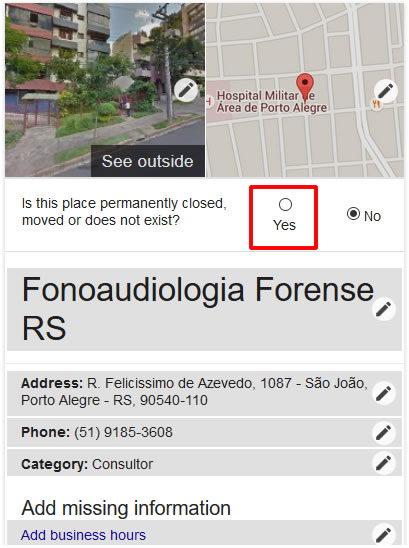 See outside
Hospital Militar de
Área de Porto Alegre
Is this place permanently closed,
moved or does not exist?
Yes
No
Fonoaudiologia Forense
RS
Address: R. Felicissimo de Azevedo, 1087 - São João,
Porto Alegre - RS, 90540-110
Phone: (51) 9185-3608
Category: Consultor
Add missing information
Add business hours